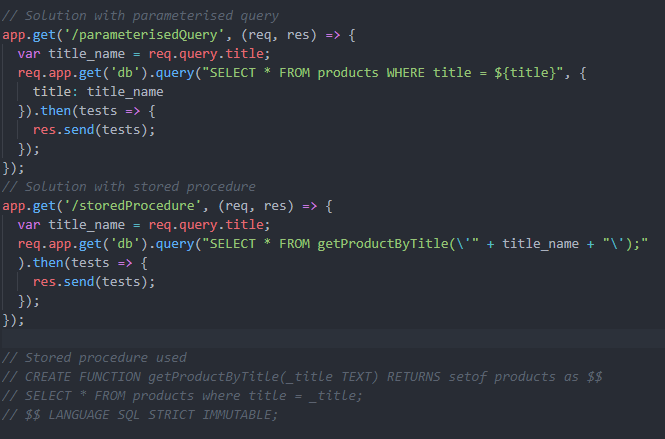 // Solution with parameterised query
app.get('/parameterisedQuery', (req, res) => {
  var title_name = req.query.title;
  req.app.get('db').query("SELECT * FROM products WHERE title = ${title}", {
    title: title_name
  }).then(tests => {
    res.send(tests);
  });
});
// Solution with stored procedure
app.get('/storedProcedure', (req, res) => {
  var title_name = req.query.title;
  req.app.get('db').query("SELECT * FROM getProductByTitle(\'" + title_name + "\');"
  ).then(tests => {
    res.send(tests);
  });
});

// Stored procedure used
// CREATE FUNCTION getProductByTitle(_title TEXT) RETURNS setof products as $$
// SELECT * FROM products where title = _title;
// $$ LANGUAGE SQL STRICT IMMUTABLE;